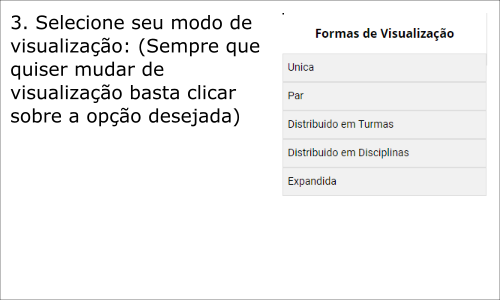 3. Selecione seu modo de
visualização: (Sempre que
quiser mudar de
visualização basta clicar
sobre a opção desejada)
Formas de Visualização
Unica
Par
Distribuido em Turmas
Distribuido em Disciplinas
Expandida